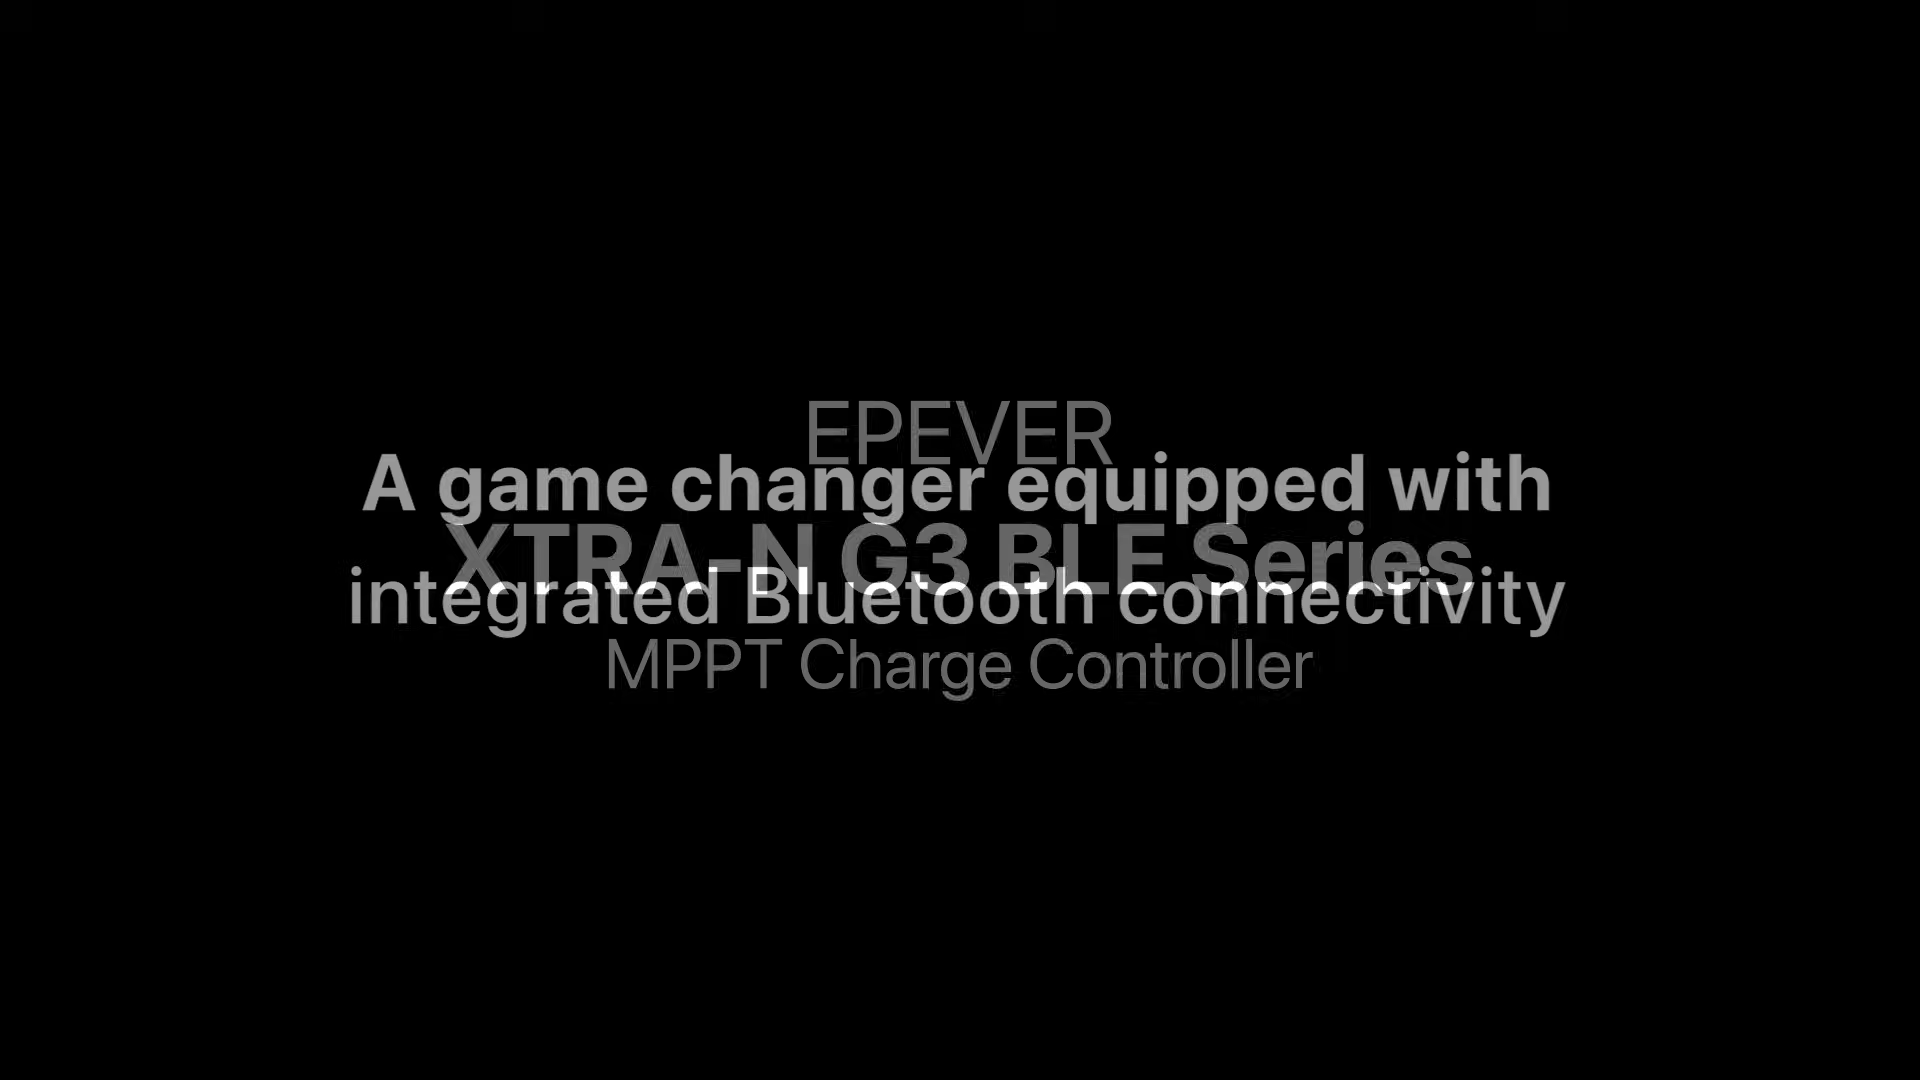 EPEVER
A game changer equipped with
XTRA-N G3 BLE Series
integrated Bluetooth connectivity
MPPT Charge Controller